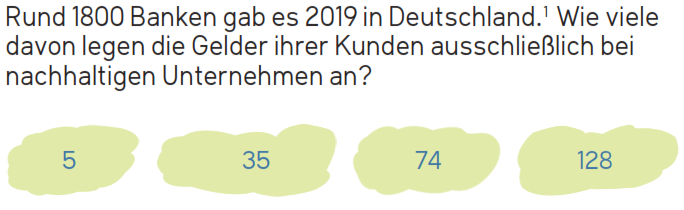 Rund 1800 Banken gab es 2019 in Deutschland.¹ Wie viele
davon legen die Gelder ihrer Kunden ausschließlich bei
nachhaltigen Unternehmen an?
5 35 74 128